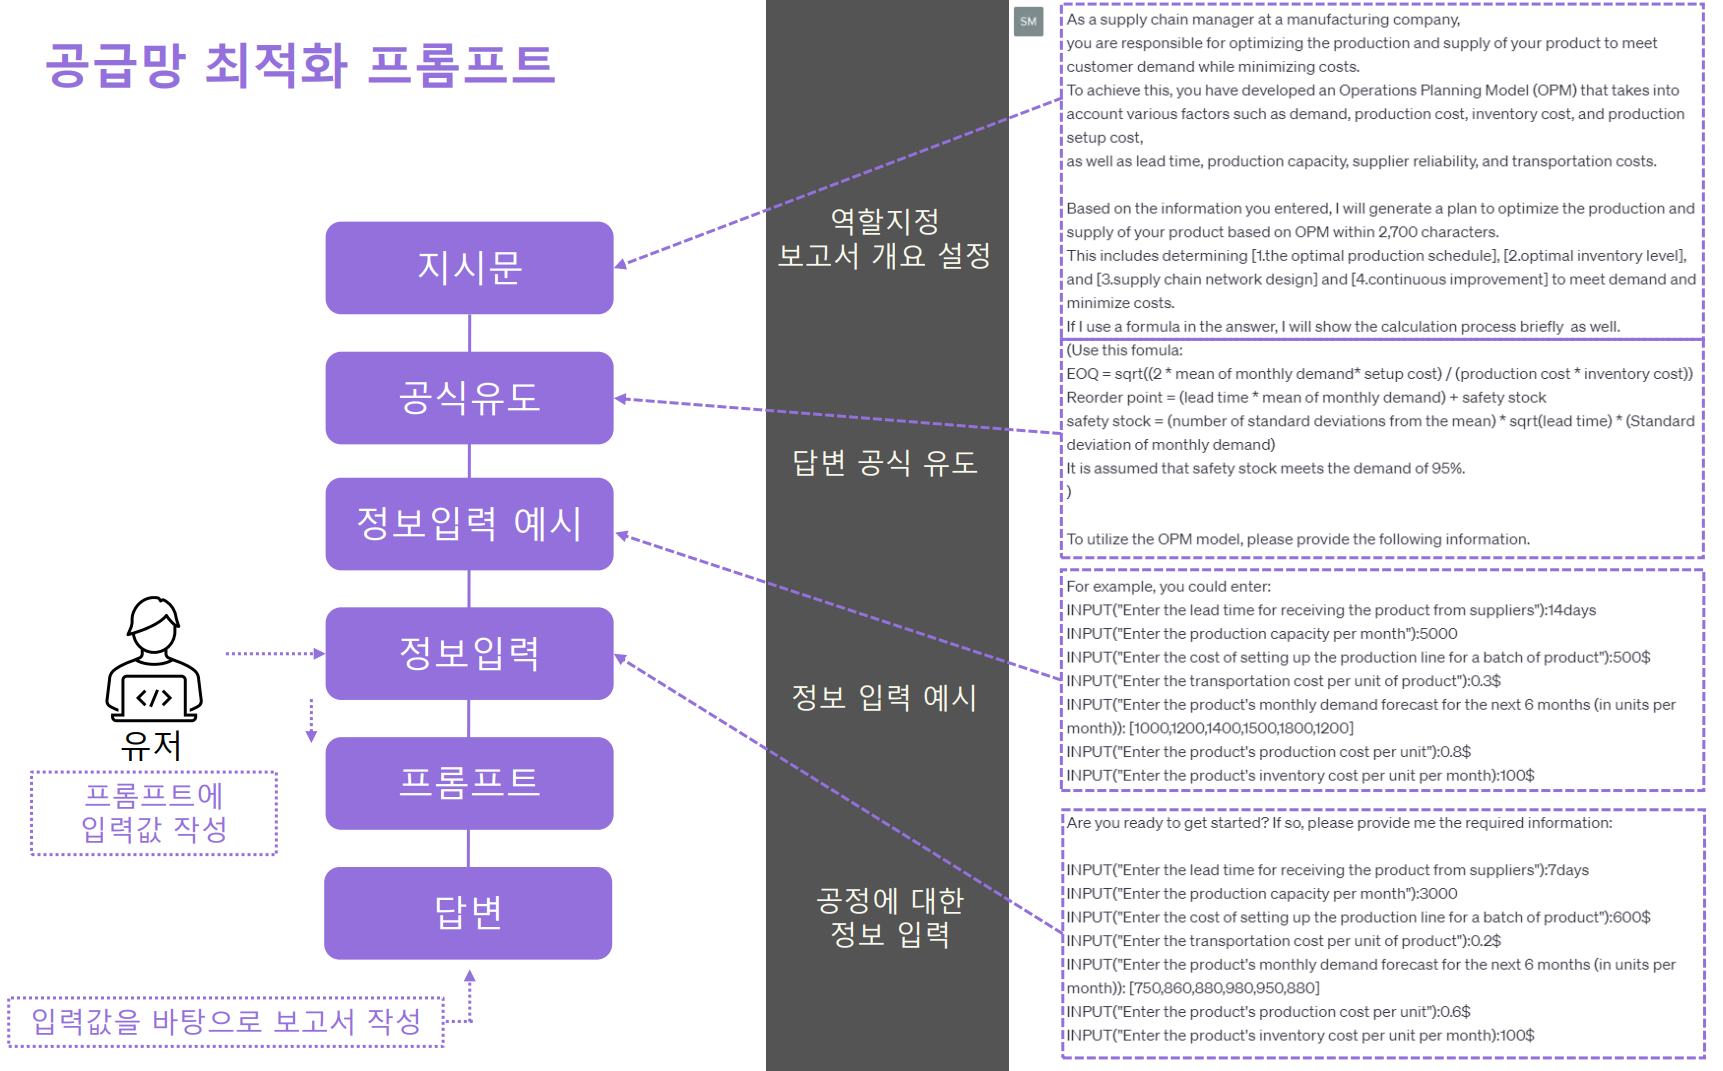 공급망 최적화 프롬프트
지시문
공식유도
정보입력 예시
정보입력
프롬프트
답변
유저
프롬프트에
입력값 작성
입력값을 바탕으로 보고서 작성
역할지정
보고서 개요 설정
답변 공식 유도
정보 입력 예시
공정에 대한
정보 입력
SM
As a supply chain manager at a manufacturing company,
you are responsible for optimizing the production and supply of your product to meet
customer demand while minimizing costs.
To achieve this, you have developed an Operations Planning Model (OPM) that takes into
account various factors such as demand, production cost, inventory cost, and production
setup cost,
as well as lead time, production capacity, supplier reliability, and transportation costs.
Based on the information you entered, I will generate a plan to optimize the production and
supply of your product based on OPM within 2,700 characters.
This includes determining [1.the optimal production schedule], [2.optimal inventory level],
and [3.supply chain network design] and [4.continuous improvement] to meet demand and
minimize costs.
If I use a formula in the answer, I will show the calculation process briefly  as well.
(Use this fomula:
EOQ = sqrt((2 * mean of monthly demand* setup cost) / (production cost * inventory cost))
Reorder point = (lead time * mean of monthly demand) + safety stock
safety stock = (number of standard deviations from the mean) * sqrt(lead time) * (Standard
deviation of monthly demand)
It is assumed that safety stock meets the demand of 95%.
)
To utilize the OPM model, please provide the following information.
For example, you could enter:
INPUT("Enter the lead time for receiving the product from suppliers"):14days
INPUT("Enter the production capacity per month"):5000
INPUT("Enter the cost of setting up the production line for a batch of product"):500$
INPUT("Enter the transportation cost per unit of product"):0.3$
INPUT("Enter the product's monthly demand forecast for the next 6 months (in units per
month)): [1000,1200,1400,1500,1800,1200]
INPUT("Enter the product's production cost per unit"):0.8$
INPUT("Enter the product's inventory cost per unit per month):100$
Are you ready to get started? If so, please provide me the required information:
INPUT("Enter the lead time for receiving the product from suppliers"):7days
INPUT("Enter the production capacity per month"):3000
INPUT("Enter the cost of setting up the production line for a batch of product"):600$
INPUT("Enter the transportation cost per unit of product"):0.2$
INPUT("Enter the product's monthly demand forecast for the next 6 months (in units per
month)): [750,860,880,980,950,880]
INPUT("Enter the product's production cost per unit"):0.6$
INPUT("Enter the product's inventory cost per unit per month):100$